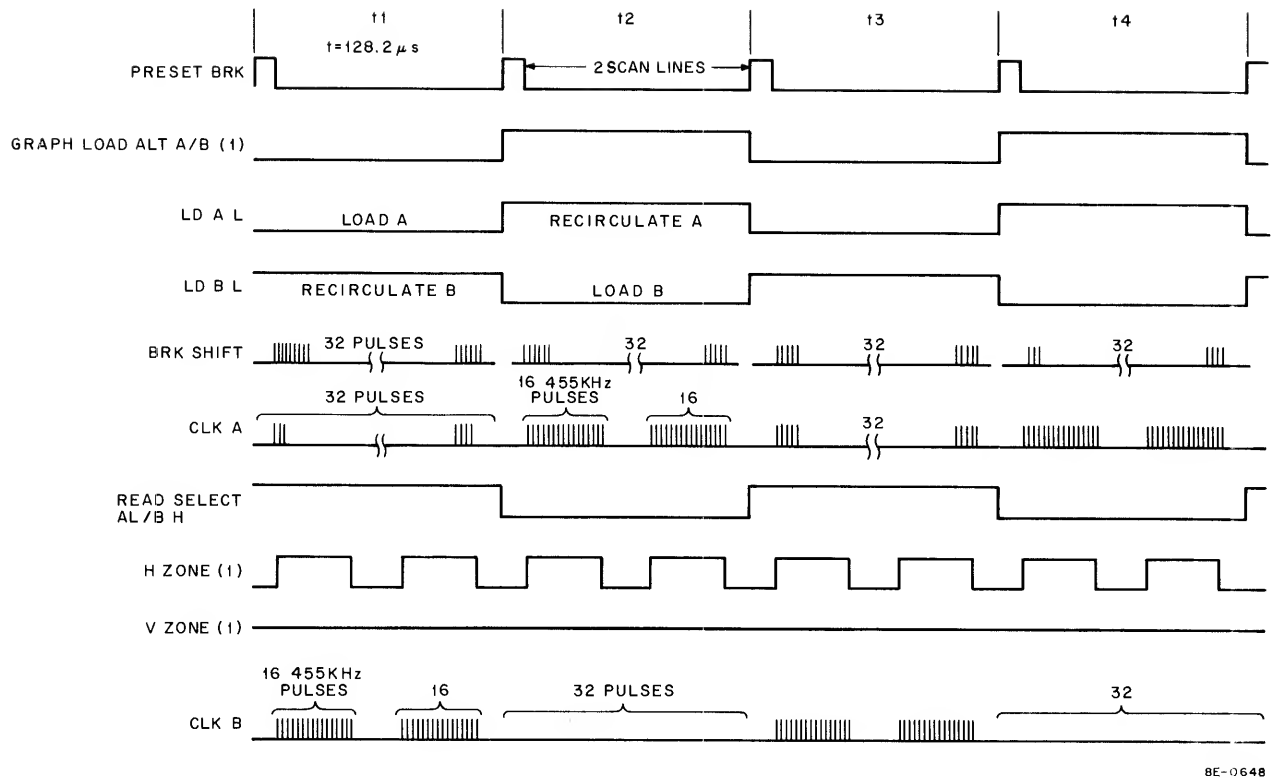 t1 t2 t3 t4
t=128.2 µs
PRESET BRK
2 SCAN LINES
GRAPH LOAD ALT A/B (1)
LD A L
LOAD A
RECIRCULATE A
LD B L
RECIRCULATE B
LOAD B
BRK SHIFT
32 PULSES
32
32
32
CLK A
32 PULSES
16 455KHz
PULSES
16
32
READ SELECT
AL/B H
H ZONE (1)
V ZONE (1)
CLK B
16 455KHz
PULSES
16
32 PULSES
32
8E-0648